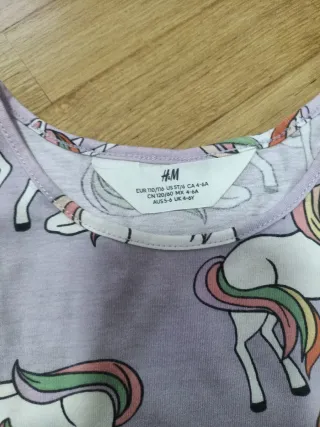 H&M
EUR 110/116 US 5T/6 CA 4-6A
CN 120/60 MX 4-6A
AUS 5-6 UK 4-6Y